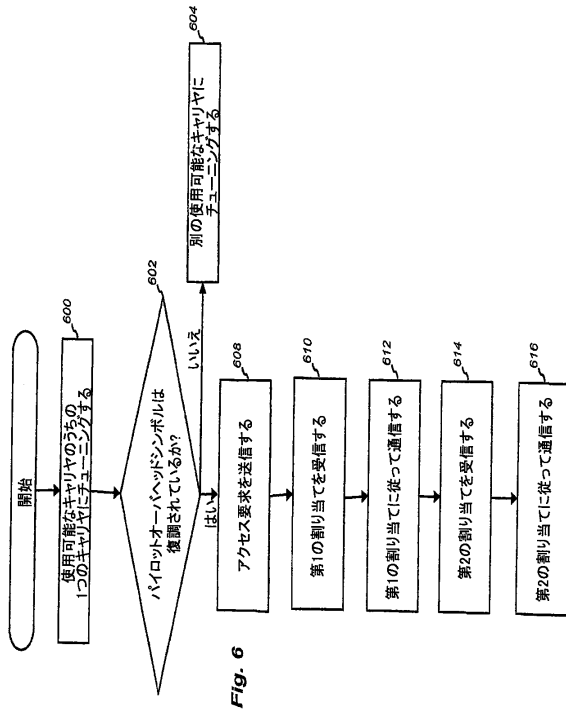 開始
使用可能なキャリヤのうちの
1つのキャリヤにチューニングする
600
パイロットオーバヘッドシンボルは
復調されているか?
602
いいえ
別の使用可能なキャリヤに
チューニングする
604
はい
アクセス要求を送信する
608
第1の割り当てを受信する
610
第1の割り当てに従って通信する
612
第2の割り当てを受信する
614
第2の割り当てに従って通信する
616
Fig. 6